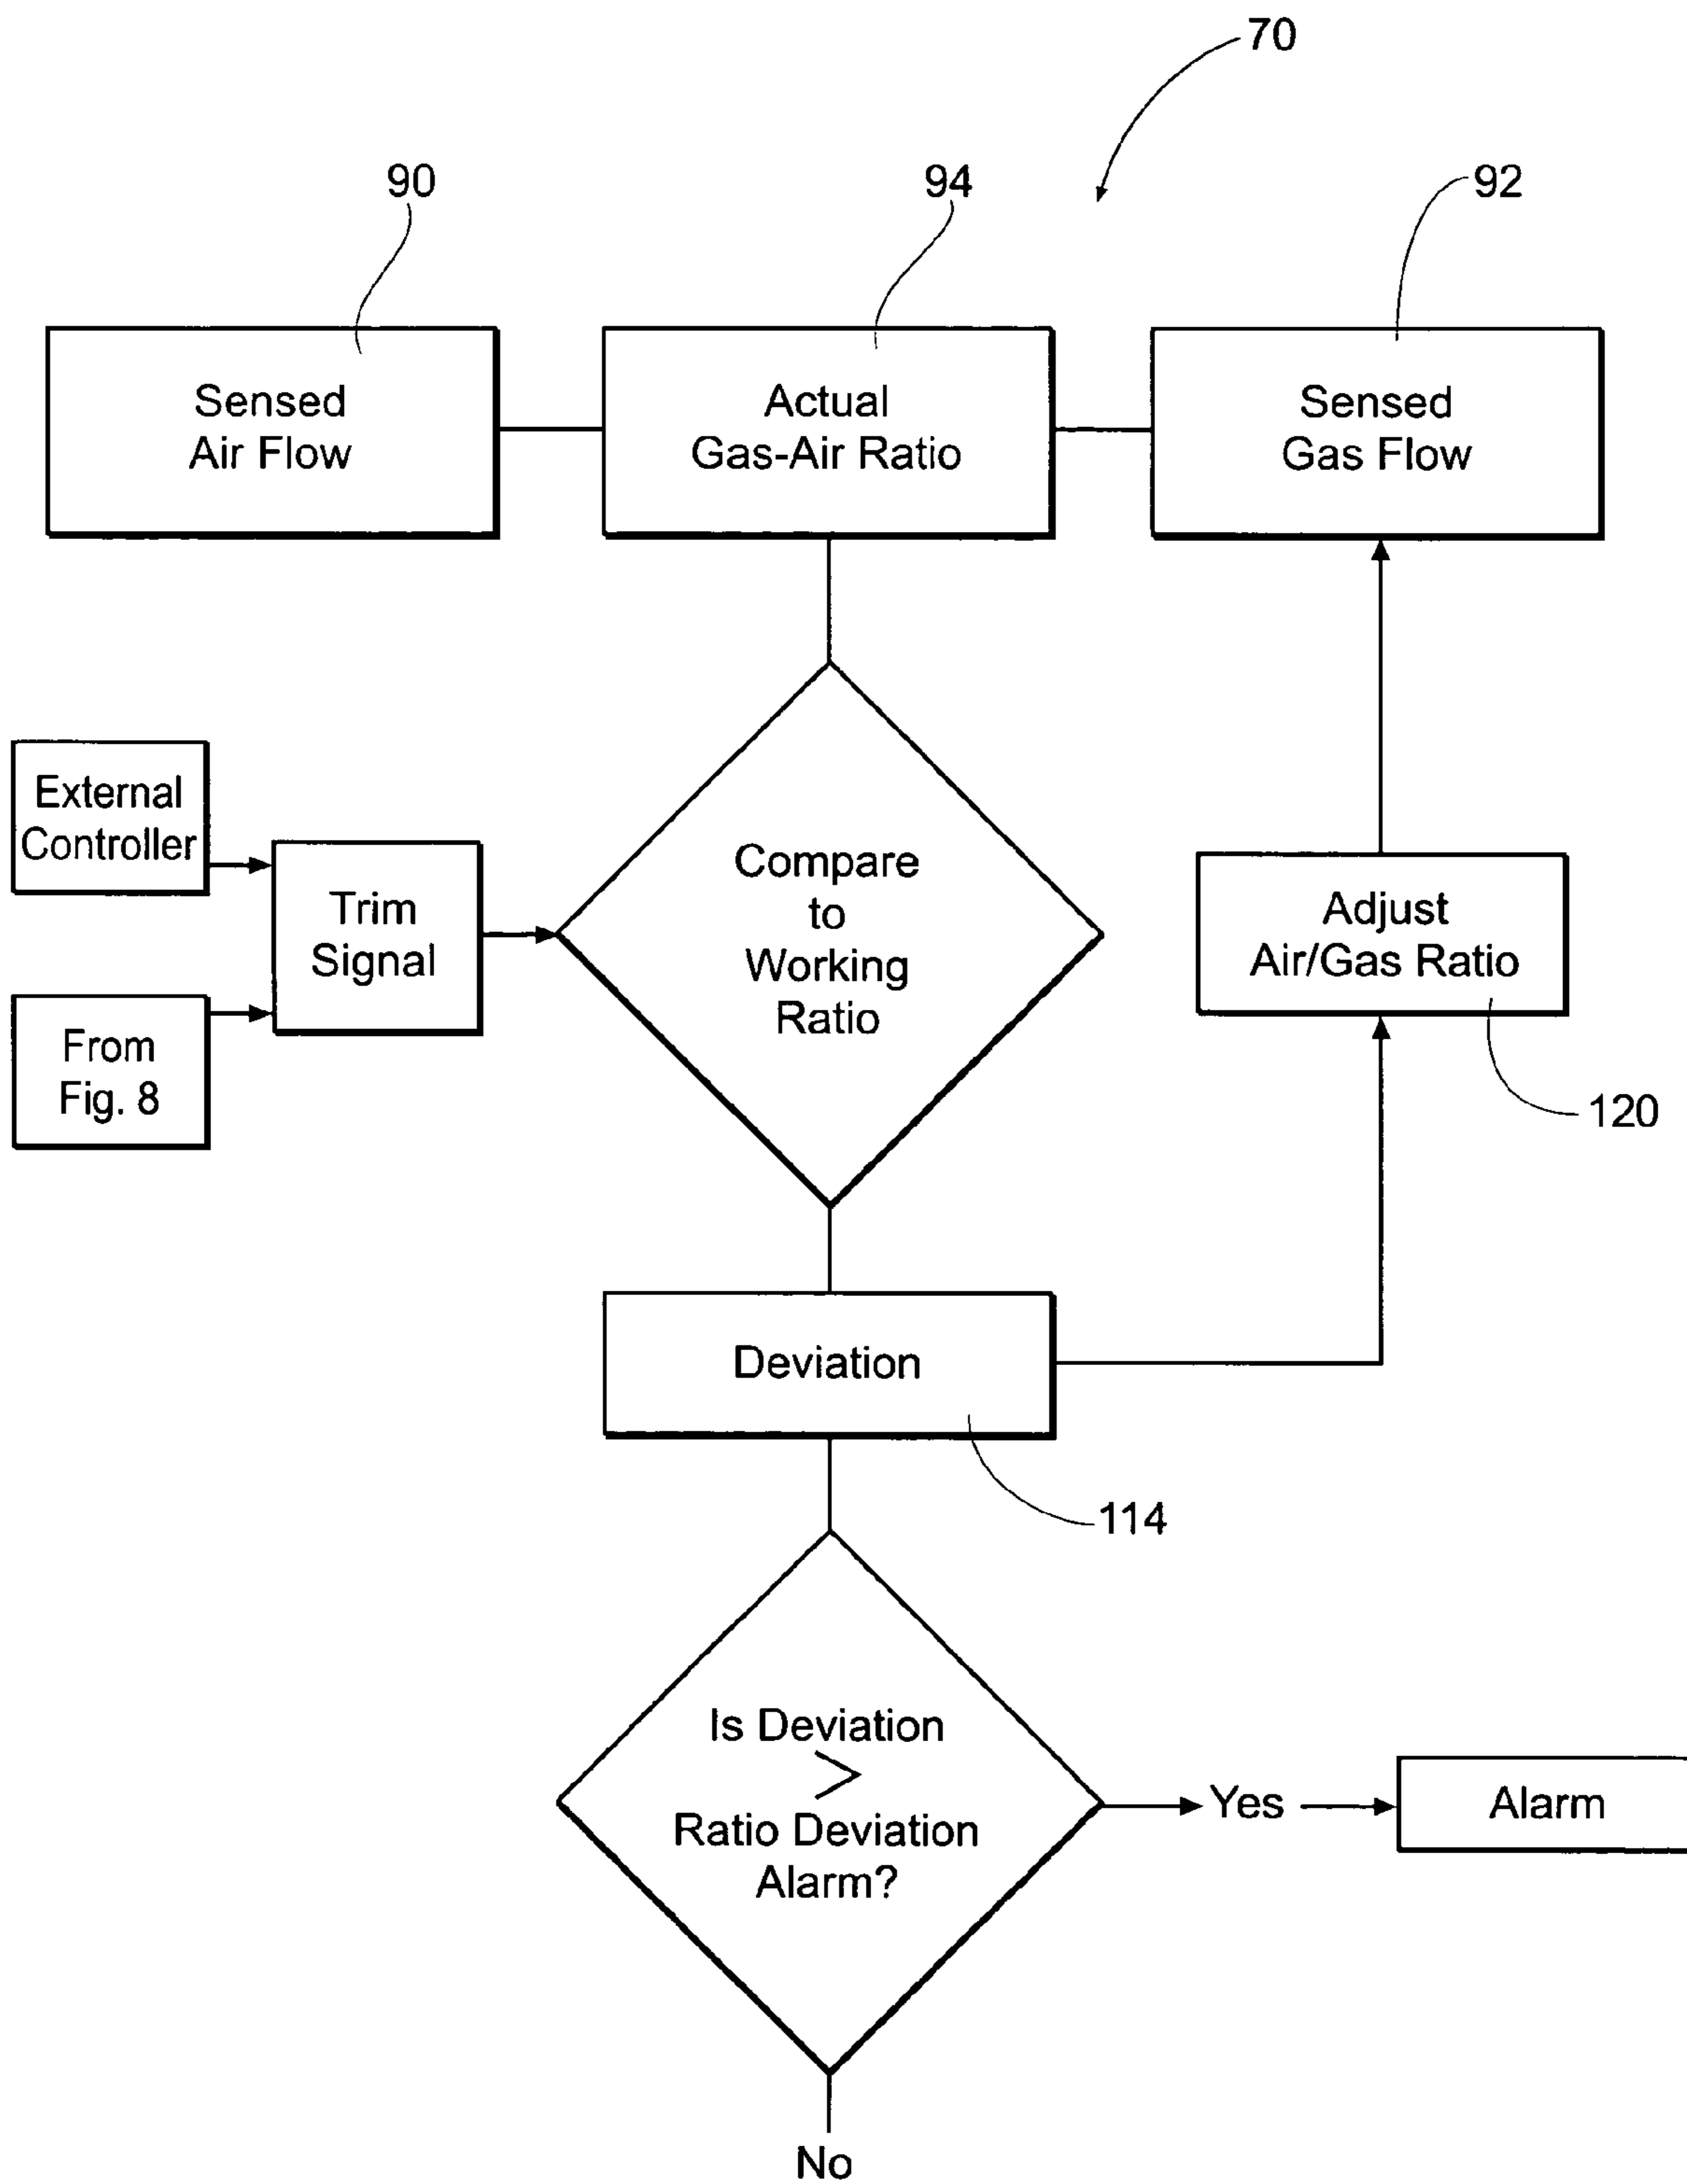 70
90
94
92
Sensed
Air Flow
Actual
Gas-Air Ratio
Sensed
Gas Flow
External
Controller
Trim
Signal
From
Fig. 8
Compare
to
Working
Ratio
Adjust
Air/Gas Ratio
120
Deviation
114
Is Deviation
>
Ratio Deviation
Alarm?
Yes
Alarm
No